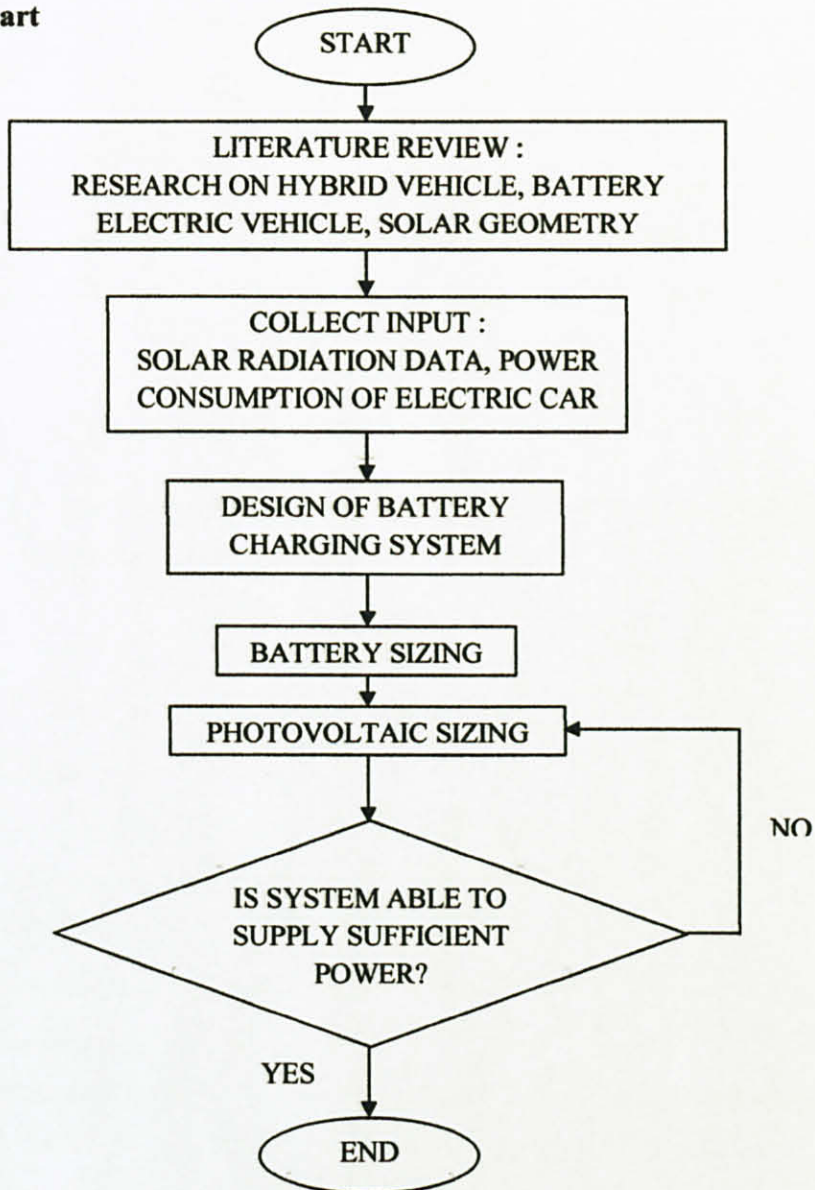 art
START
LITERATURE REVIEW :
RESEARCH ON HYBRID VEHICLE, BATTERY
ELECTRIC VEHICLE, SOLAR GEOMETRY
COLLECT INPUT :
SOLAR RADIATION DATA, POWER
CONSUMPTION OF ELECTRIC CAR
DESIGN OF BATTERY
CHARGING SYSTEM
BATTERY SIZING
PHOTOVOLTAIC SIZING
NO
IS SYSTEM ABLE TO
SUPPLY SUFFICIENT
POWER?
YES
END